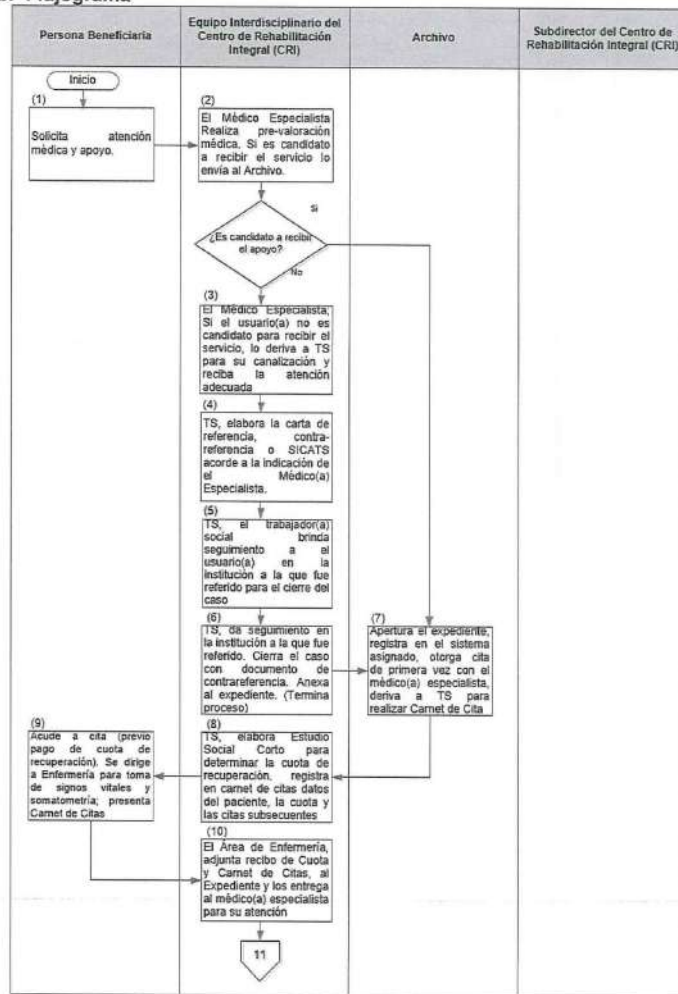 Flujograma
Persona Beneficiaria
Equipo Interdisciplinario del
Centro de Rehabilitación
Integral (CRI)
Archivo
Subdirector del Centro de
Rehabilitación Integral (CRI)
Inicio
(1)
Solicita atención
médica y apoyo.
(2)
El Médico Especialista
Realiza pre-valoración
médica. Si es candidato
a recibir el servicio lo
envía al Archivo.
Si
¿Es candidato a recibir
el apoyo?
No
(3)
El Médico Especialista,
Si el usuario(a) no es
candidato para recibir el
servicio, lo deriva a TS
para su canalización y
reciba la atención
adecuada
(4)
TS, elabora la carta de
referencia, contra-
referencia o SICATS
acorde a la indicación de
el Médico(a)
Especialista.
(5)
TS, el trabajador(a)
social brinda
seguimiento a el
usuario(a) en la
institución a la que fue
referido para el cierre del
caso
(6)
TS, da seguimiento en
la institución a la que fue
referido. Cierra el caso
con documento de
contrareferencia. Anexa
al expediente. (Termina
proceso)
(7)
Apertura el expediente,
registra en el sistema
asignado, otorga cita
de primera vez con el
médico(a) especialista,
deriva a TS para
realizar Carnet de Cita
(8)
TS, elabora Estudio
Social Corto para
determinar la cuota de
recuperación, registra
en carnet de citas datos
del paciente, la cuota y
las citas subsecuentes
(9)
Acude a cita (previo
pago de cuota de
recuperación). Se dirige
a Enfermería para toma
de signos vitales y
somatometría; presenta
Carnet de Citas
(10)
El Área de Enfermería,
adjunta recibo de Cuota
y Carnet de Citas, al
Expediente y los entrega
al médico(a) especialista
para su atención
11